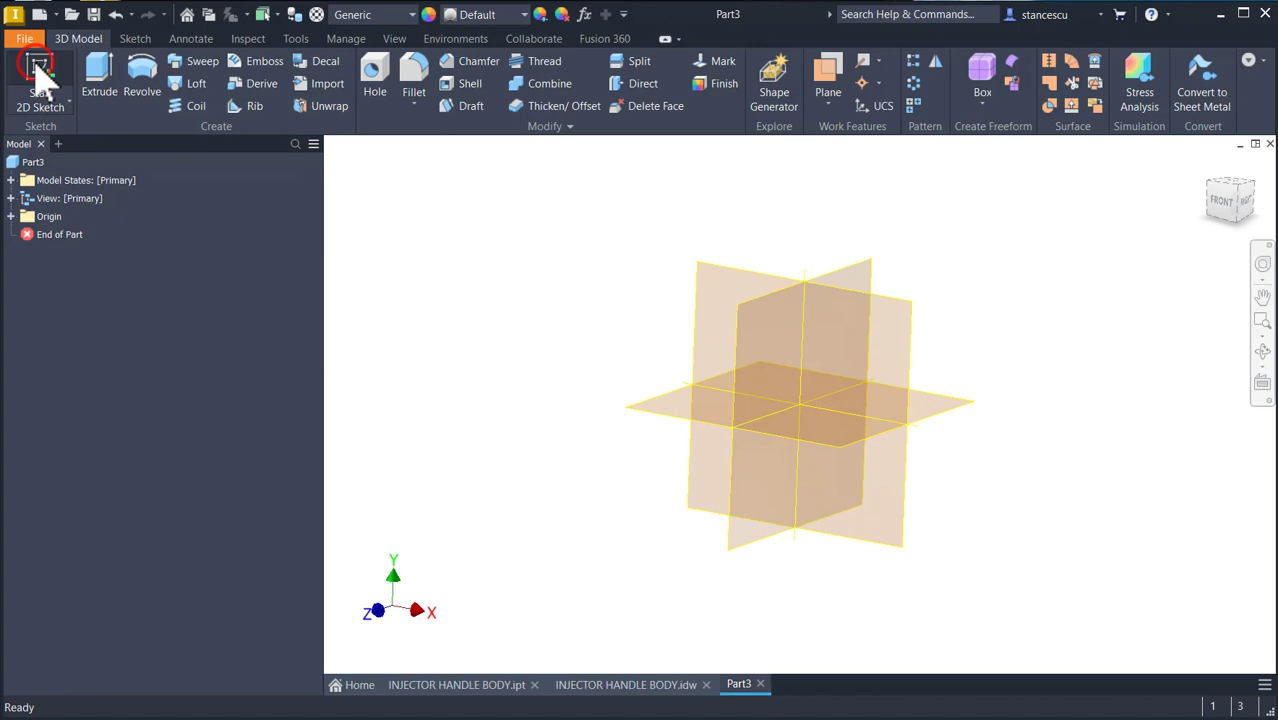 Generic
Default
Part3
Search Help & Commands...
stancescu
File
3D Model
Sketch
Annotate
Inspect
Tools
Manage
View
Environments
Collaborate
Fusion 360
2D Sketch
Extrude
Revolve
Sweep
Emboss
Decal
Loft
Derive
Import
Coil
Rib
Unwrap
Hole
Fillet
Chamfer
Thread
Split
Mark
Shell
Combine
Direct
Finish
Draft
Thicken/ Offset
Delete Face
Shape
Generator
Plane
UCS
Box
Stress
Analysis
Convert to
Sheet Metal
Sketch
Create
Modify
Explore
Work Features
Pattern
Create Freeform
Surface
Simulation
Convert
Model
Part3
Model States: [Primary]
View: [Primary]
Origin
End of Part
FRONT
Y
Z
X
Home
INJECTOR HANDLE BODY.ipt
INJECTOR HANDLE BODY.idw
Part3
Ready
1
3